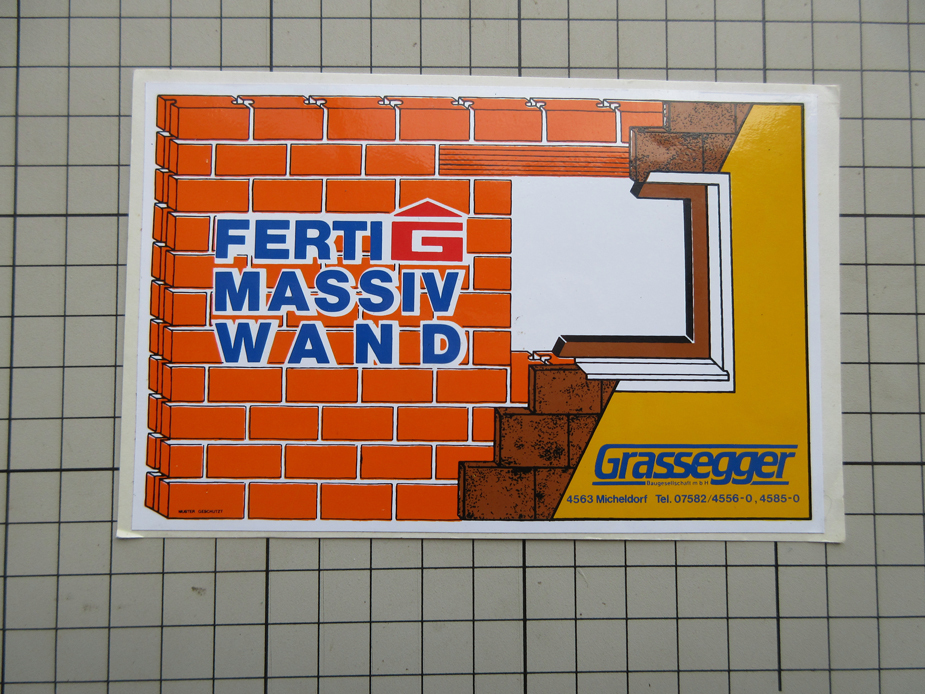 FERTIG
MASSIV
WAND
Grassegger
Baugesellschaft m b H
4563 Micheldorf Tel. 07582/4556-0, 4585-0
MUSTER GESCHÜTZT